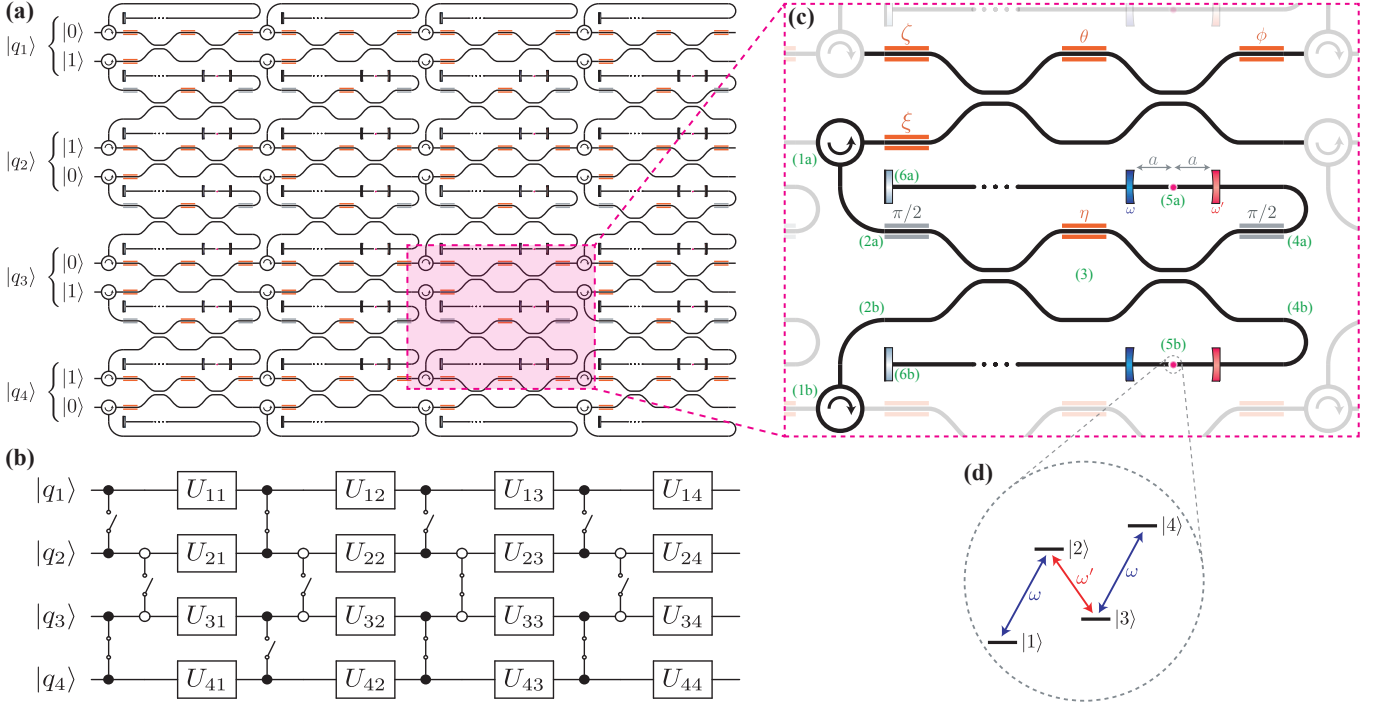 (a)
|q₁⟩ { |0⟩
|1⟩
|q₂⟩ { |1⟩
|0⟩
|q₃⟩ { |0⟩
|1⟩
|q₄⟩ { |1⟩
|0⟩
(b)
|q₁⟩ U₁₁ U₁₂ U₁₃ U₁₄
|q₂⟩ U₂₁ U₂₂ U₂₃ U₂₄
|q₃⟩ U₃₁ U₃₂ U₃₃ U₃₄
|q₄⟩ U₄₁ U₄₂ U₄₃ U₄₄
(c)
ζ θ ϕ
ξ
(1a)
a a
(6a) ω (5a) ω′
π/2 η π/2
(2a) (3) (4a)
(2b) (4b)
(5b)
(6b)
(1b)
(d)
|4⟩
|2⟩
ω ω′ ω
|3⟩
|1⟩